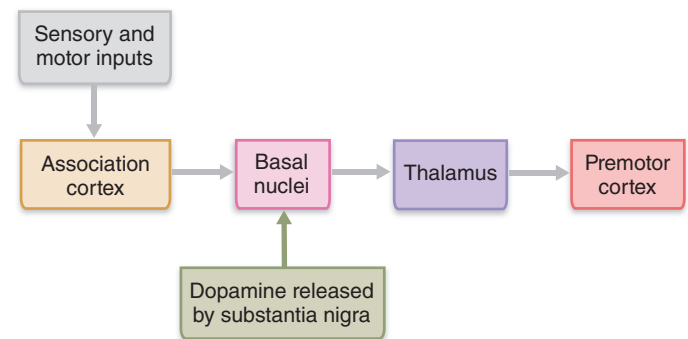 Sensory and
motor inputs
Association
cortex
Basal
nuclei
Thalamus
Premotor
cortex
Dopamine released
by substantia nigra